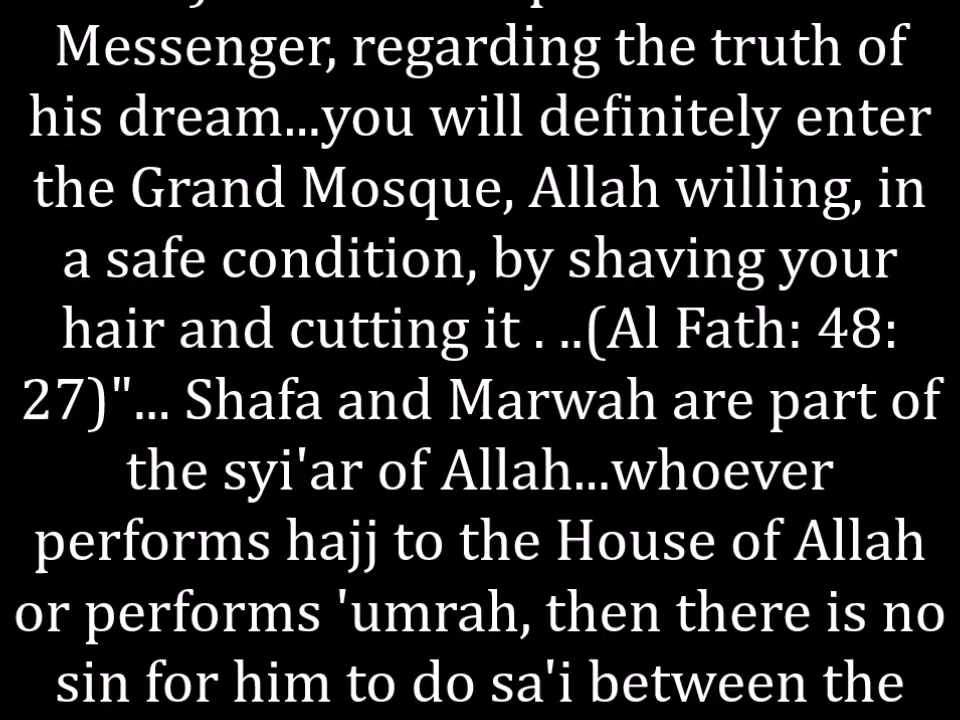 Messenger, regarding the truth of
his dream...you will definitely enter
the Grand Mosque, Allah willing, in
a safe condition, by shaving your
hair and cutting it . ..(Al Fath: 48:
27)"... Shafa and Marwah are part of
the syi'ar of Allah...whoever
performs hajj to the House of Allah
or performs 'umrah, then there is no
sin for him to do sa'i between the